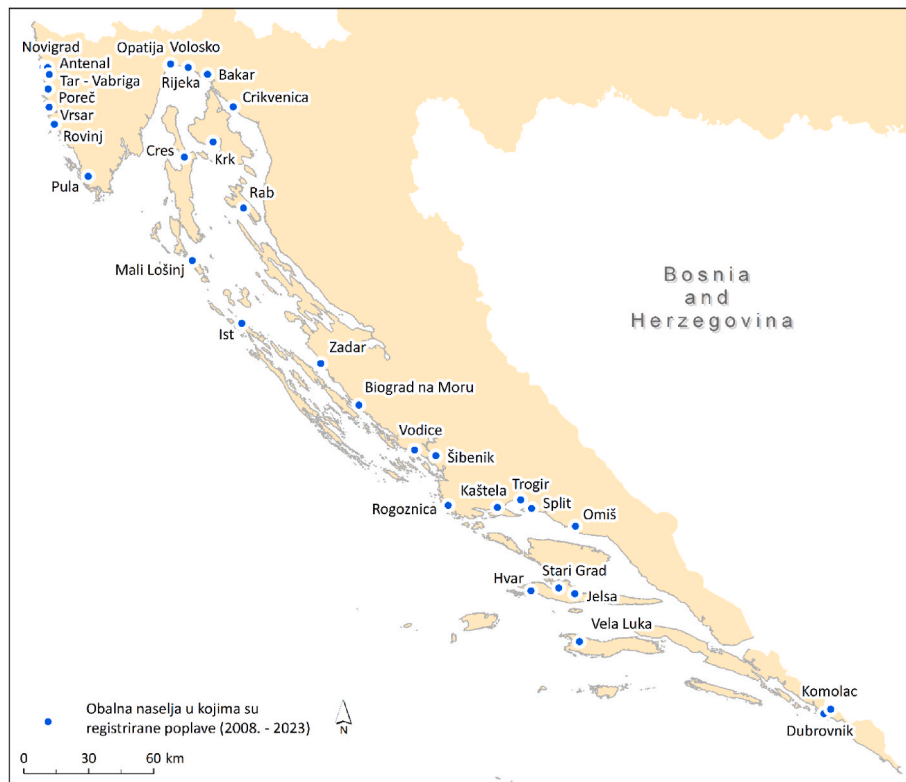 Novigrad
Opatija
Volosko
Antenal
Rijeka
Bakar
Tar - Vabriga
Poreč
Crikvenica
Vrsar
Rovinj
Cres
Krk
Pula
Rab
Mali Lošinj
Bosnia
and
Herzegovina
Ist
Zadar
Biograd na Moru
Vodice
Šibenik
Kaštela
Trogir
Rogoznica
Split
Omiš
Hvar
Stari Grad
Jelsa
Vela Luka
Komolac
Dubrovnik
Obalna naselja u kojima su
registrirane poplave (2008. - 2023)
N
0 30 60 km